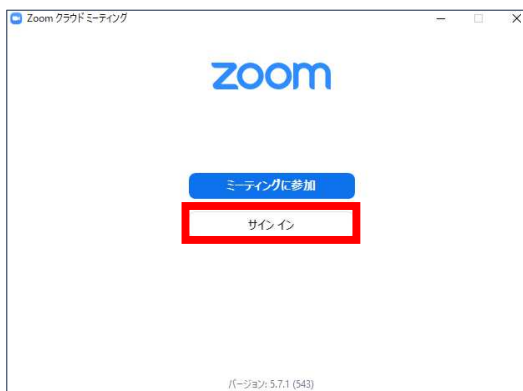 Zoom クラウド ミーティング
zoom
ミーティングに参加
サイン イン
バージョン: 5.7.1 (543)